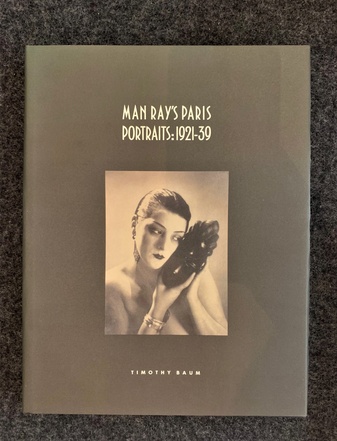 MAN RAY'S PARIS
PORTRAITS: 1921-39
TIMOTHY BAUM